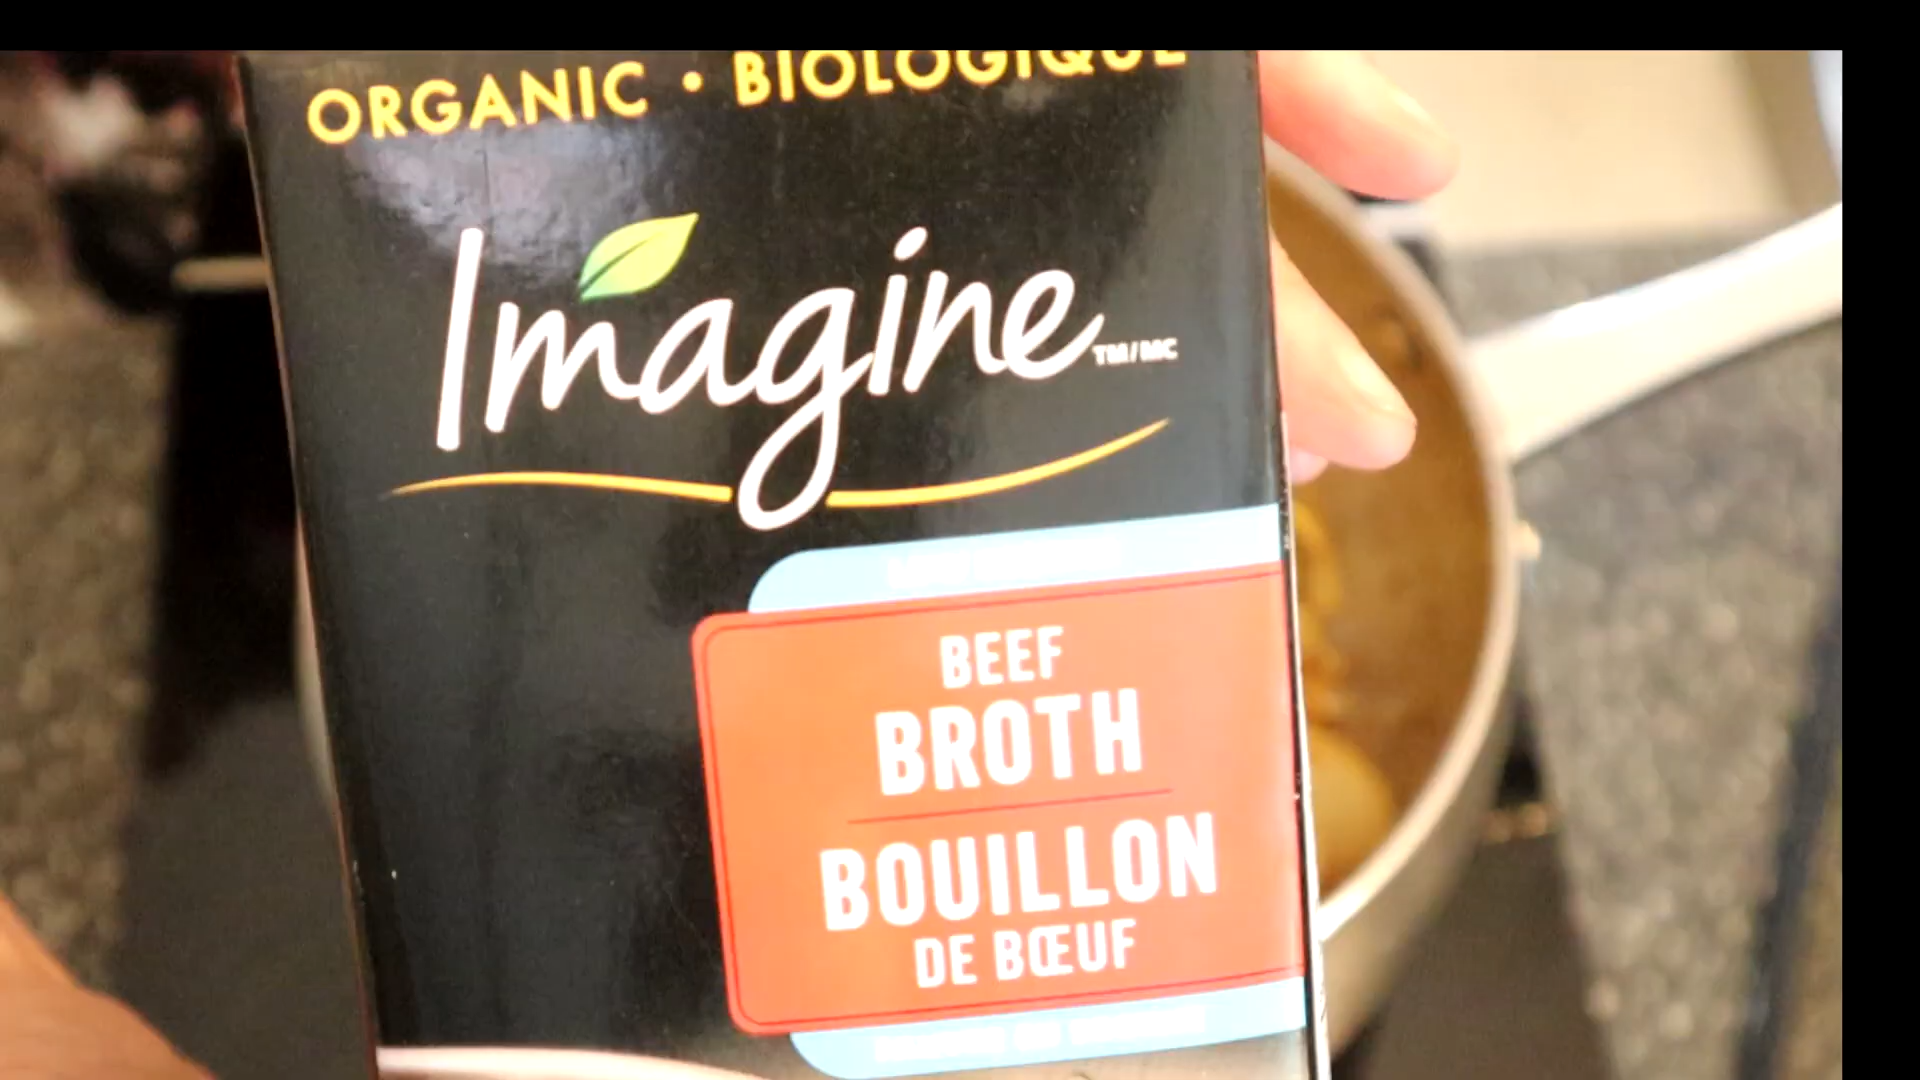 ORGANIC • BIOLOGIQUE
Imagine TM/MC
BEEF
BROTH
BOUILLON
DE BŒUF